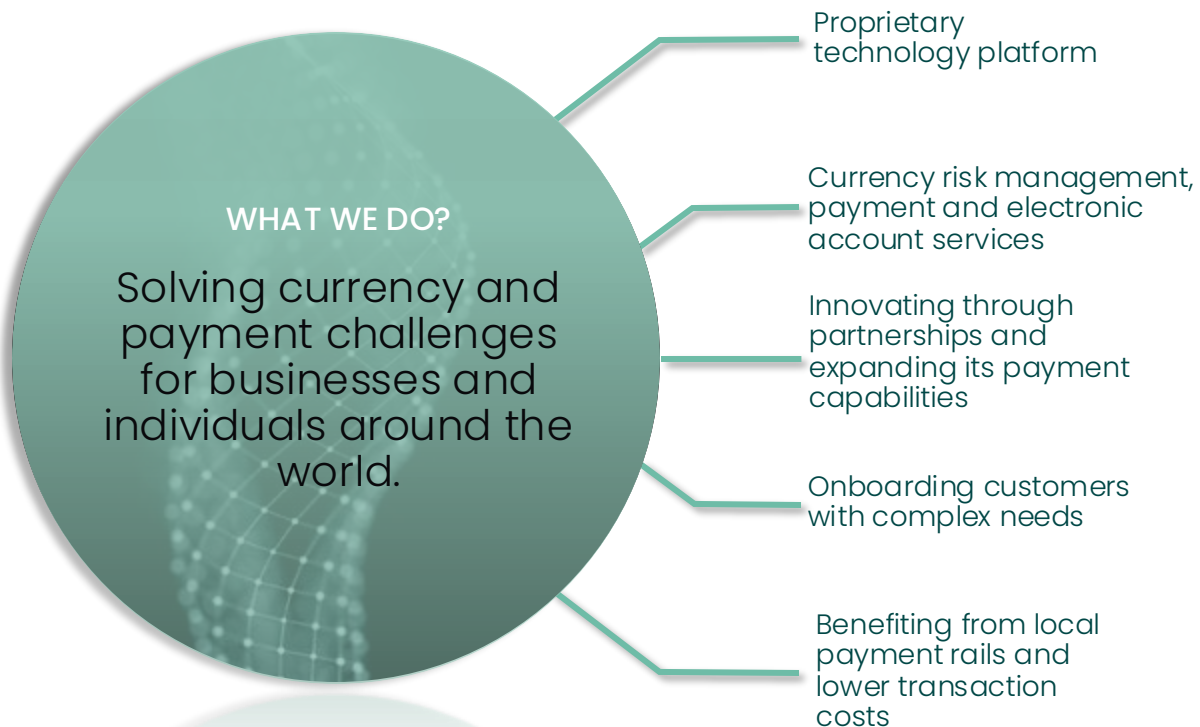 WHAT WE DO?
Solving currency and
payment challenges
for businesses and
individuals around the
world.
Proprietary
technology platform
Currency risk management,
payment and electronic
account services
Innovating through
partnerships and
expanding its payment
capabilities
Onboarding customers
with complex needs
Benefiting from local
payment rails and
lower transaction
costs